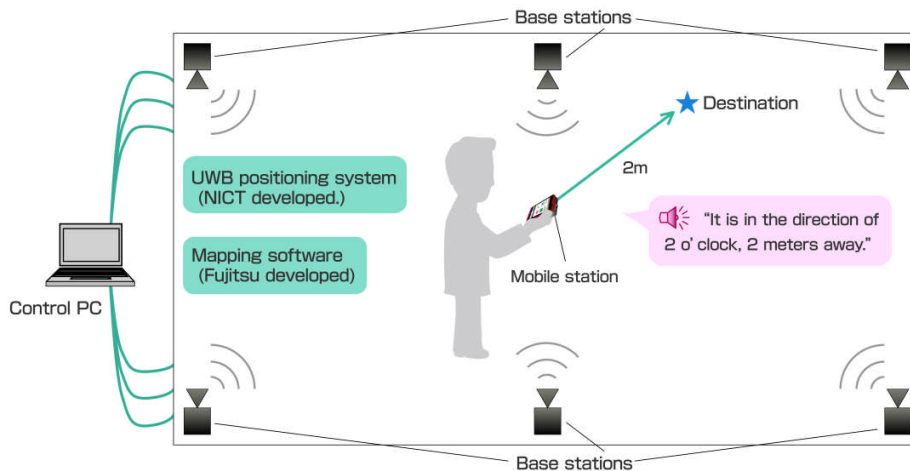 Base stations
Destination
UWB positioning system
(NICT developed.)
2m
“It is in the direction of
2 o’ clock, 2 meters away.”
Mapping software
(Fujitsu developed)
Mobile station
Control PC
Base stations